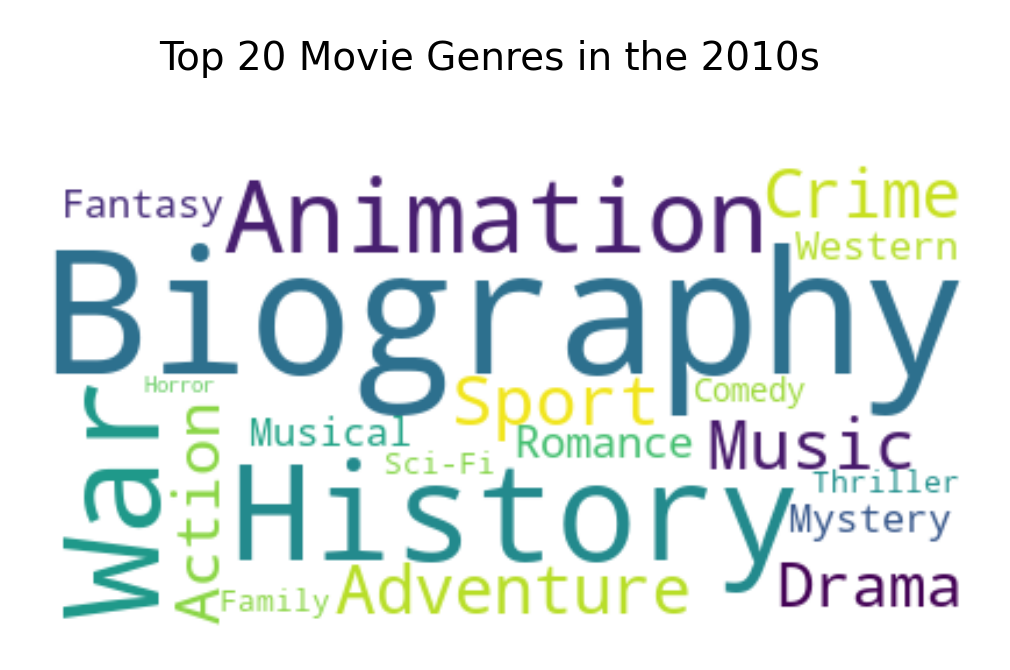 Top 20 Movie Genres in the 2010s
Fantasy
Animation
Crime
Western
Biography
Horror
Sport
Comedy
War
Action
Musical
Romance
Music
Sci-Fi
History
Thriller
Mystery
Family
Adventure
Drama